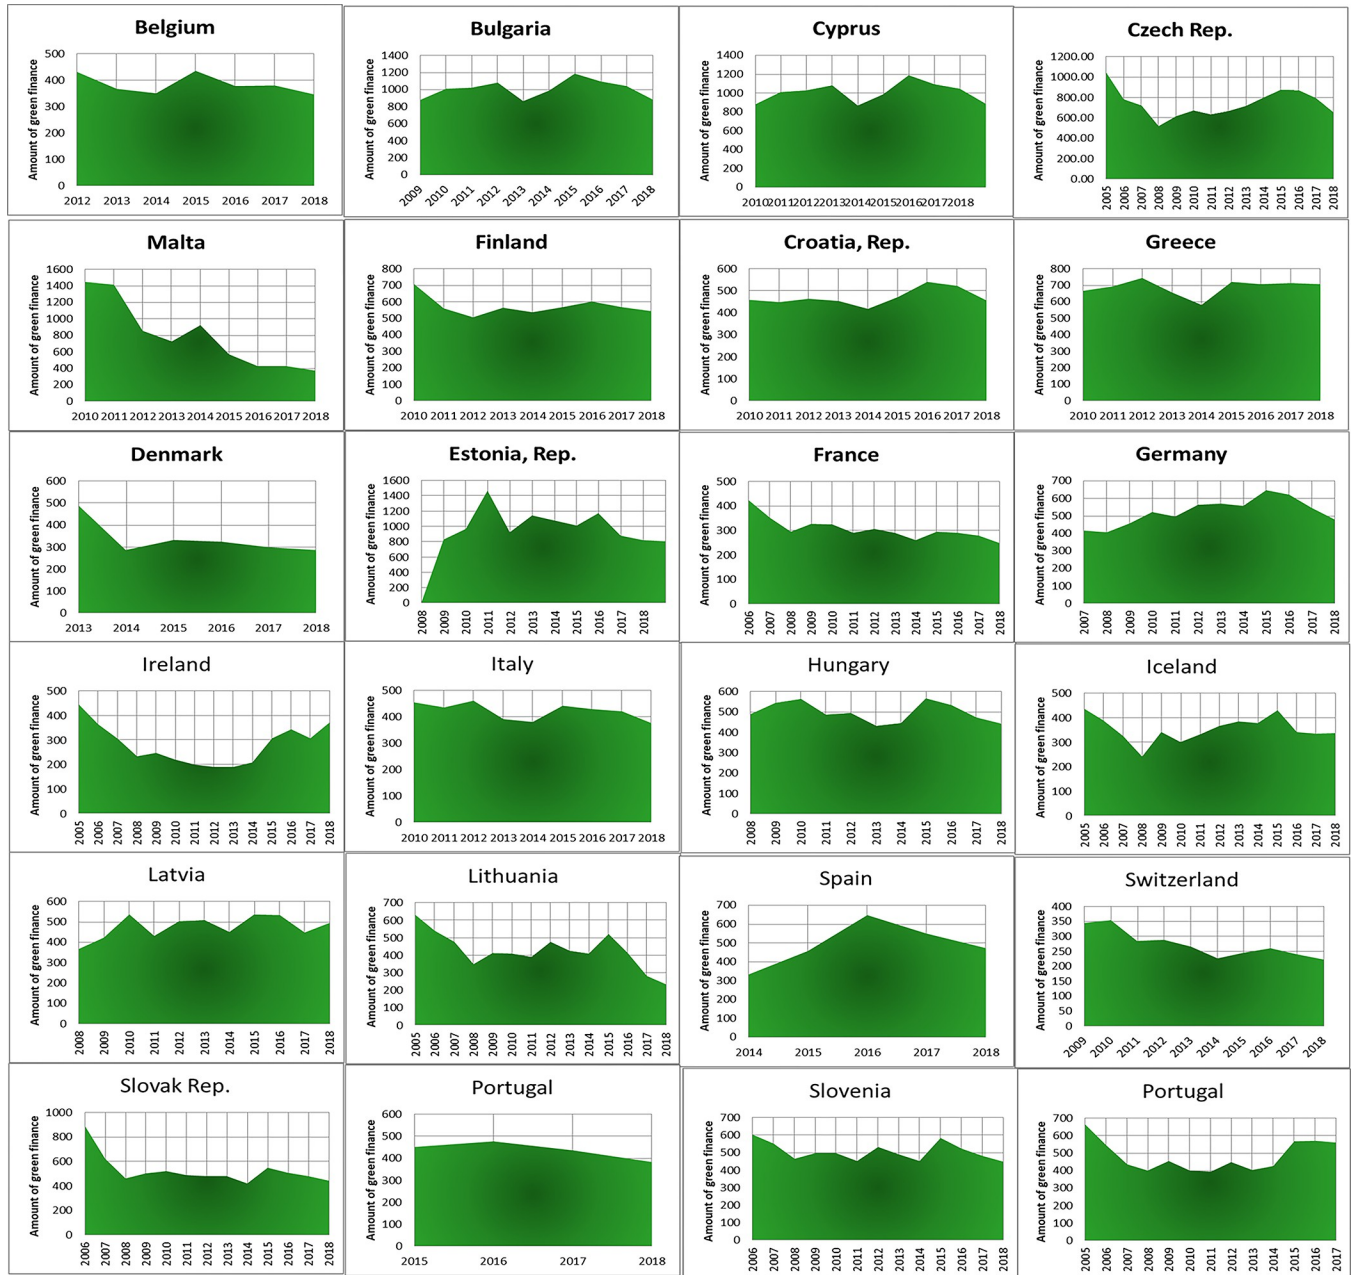 Belgium
Amount of green finance
500
400
300
200
100
0
2012 2013 2014 2015 2016 2017 2018
Bulgaria
Amount of green finance
1400
1200
1000
800
600
400
200
0
2009 2010 2011 2012 2013 2014 2015 2016 2017 2018
Cyprus
Amount of green finance
1400
1200
1000
800
600
400
200
0
2010 2011 2012 2013 2014 2015 2016 2017 2018
Czech Rep.
Amount of green finance
1200.00
1000.00
800.00
600.00
400.00
200.00
0.00
2005 2006 2007 2008 2009 2010 2011 2012 2013 2014 2015 2016 2017 2018
Malta
Amount of green finance
1600
1400
1200
1000
800
600
400
200
0
2010 2011 2012 2013 2014 2015 2016 2017 2018
Finland
Amount of green finance
800
700
600
500
400
300
200
100
0
2010 2011 2012 2013 2014 2015 2016 2017 2018
Croatia, Rep.
Amount of green finance
600
500
400
300
200
100
0
2010 2011 2012 2013 2014 2015 2016 2017 2018
Greece
Amount of green finance
800
700
600
500
400
300
200
100
0
2010 2011 2012 2013 2014 2015 2016 2017 2018
Denmark
Amount of green finance
600
500
400
300
200
100
0
2013 2014 2015 2016 2017 2018
Estonia, Rep.
Amount of green finance
1600
1400
1200
1000
800
600
400
200
0
2008 2009 2010 2011 2012 2013 2014 2015 2016 2017 2018
France
Amount of green finance
500
400
300
200
100
0
2006 2007 2008 2009 2010 2011 2012 2013 2014 2015 2016 2017 2018
Germany
Amount of green finance
700
600
500
400
300
200
100
0
2007 2008 2009 2010 2011 2012 2013 2014 2015 2016 2017 2018
Ireland
Amount of green finance
500
400
300
200
100
0
2005 2006 2007 2008 2009 2010 2011 2012 2013 2014 2015 2016 2017 2018
Italy
Amount of green finance
500
400
300
200
100
0
2010 2011 2012 2013 2014 2015 2016 2017 2018
Hungary
Amount of green finance
600
500
400
300
200
100
0
2008 2009 2010 2011 2012 2013 2014 2015 2016 2017 2018
Iceland
Amount of green finance
500
400
300
200
100
0
2005 2006 2007 2008 2009 2010 2011 2012 2013 2014 2015 2016 2017 2018
Latvia
Amount of green finance
600
500
400
300
200
100
0
2008 2009 2010 2011 2012 2013 2014 2015 2016 2017 2018
Lithuania
Amount of green finance
700
600
500
400
300
200
100
0
2005 2006 2007 2008 2009 2010 2011 2012 2013 2014 2015 2016 2017 2018
Spain
Amount of green finance
700
600
500
400
300
200
100
0
2014 2015 2016 2017 2018
Switzerland
Amount of green finance
400
350
300
250
200
150
100
50
0
2009 2010 2011 2012 2013 2014 2015 2016 2017 2018
Slovak Rep.
Amount of green finance
1000
800
600
400
200
0
2006 2007 2008 2009 2010 2011 2012 2013 2014 2015 2016 2017 2018
Portugal
Amount of green finance
600
500
400
300
200
100
0
2015 2016 2017 2018
Slovenia
Amount of green finance
700
600
500
400
300
200
100
0
2006 2007 2008 2009 2010 2011 2012 2013 2014 2015 2016 2017 2018
Portugal
Amount of green finance
700
600
500
400
300
200
100
0
2005 2006 2007 2008 2009 2010 2011 2012 2013 2014 2015 2016 2017